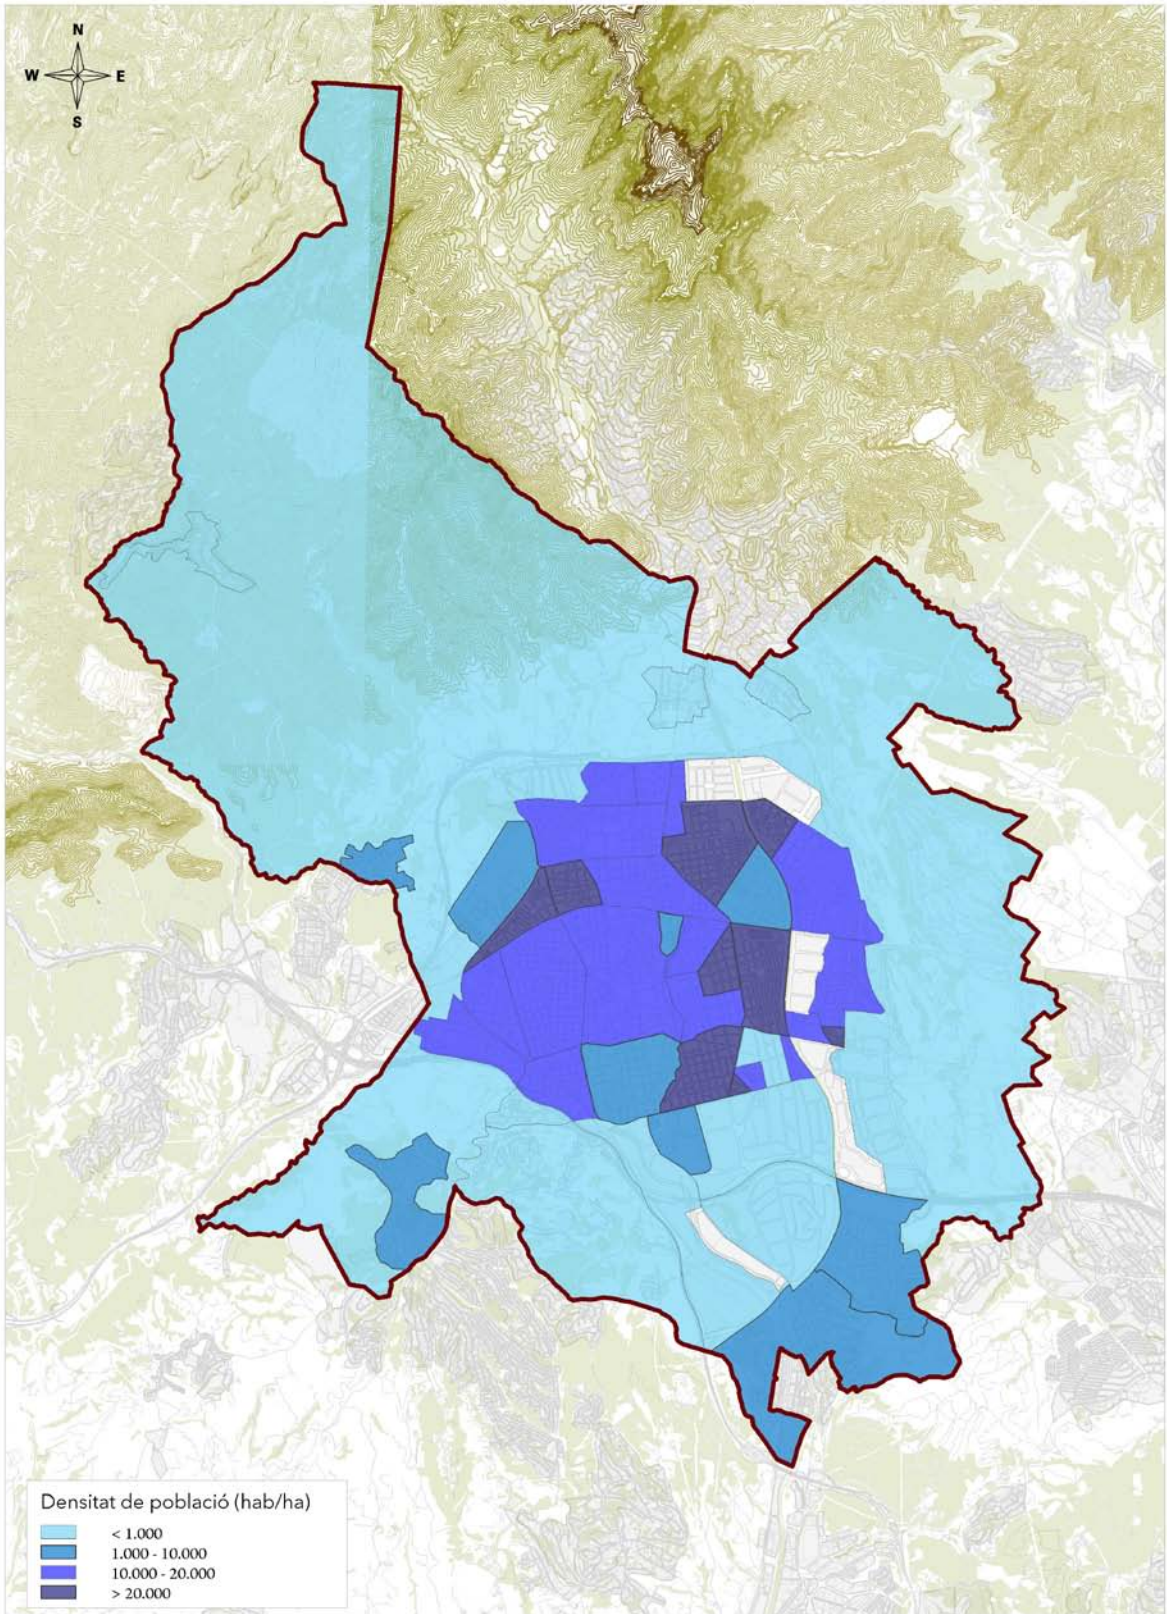 N
W E
S
Densitat de població (hab/ha)
< 1.000
1.000 - 10.000
10.000 - 20.000
> 20.000